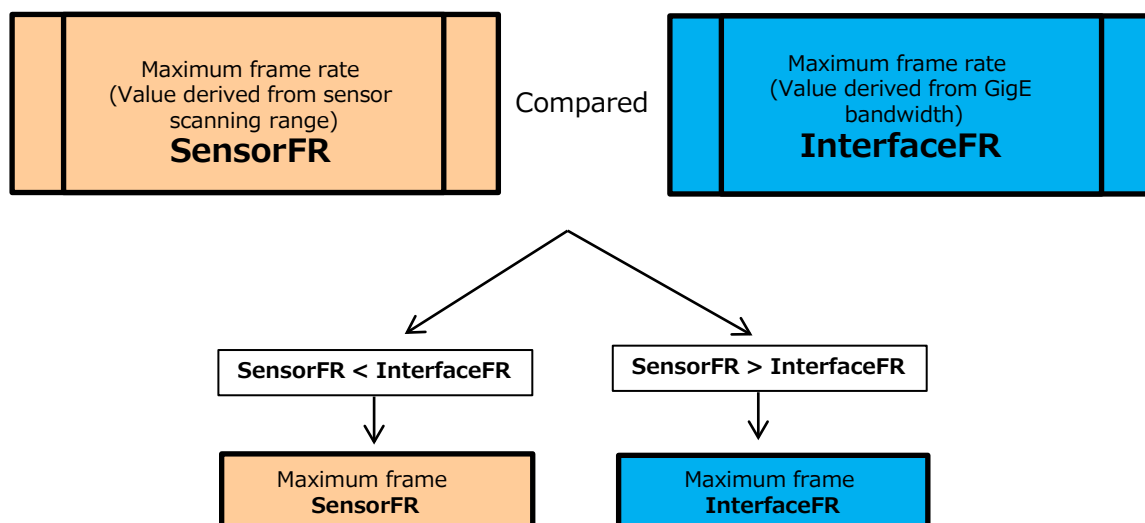 Maximum frame rate
(Value derived from sensor
scanning range)
SensorFR
Compared
Maximum frame rate
(Value derived from GigE
bandwidth)
InterfaceFR
SensorFR < InterfaceFR
SensorFR > InterfaceFR
Maximum frame
SensorFR
Maximum frame
InterfaceFR